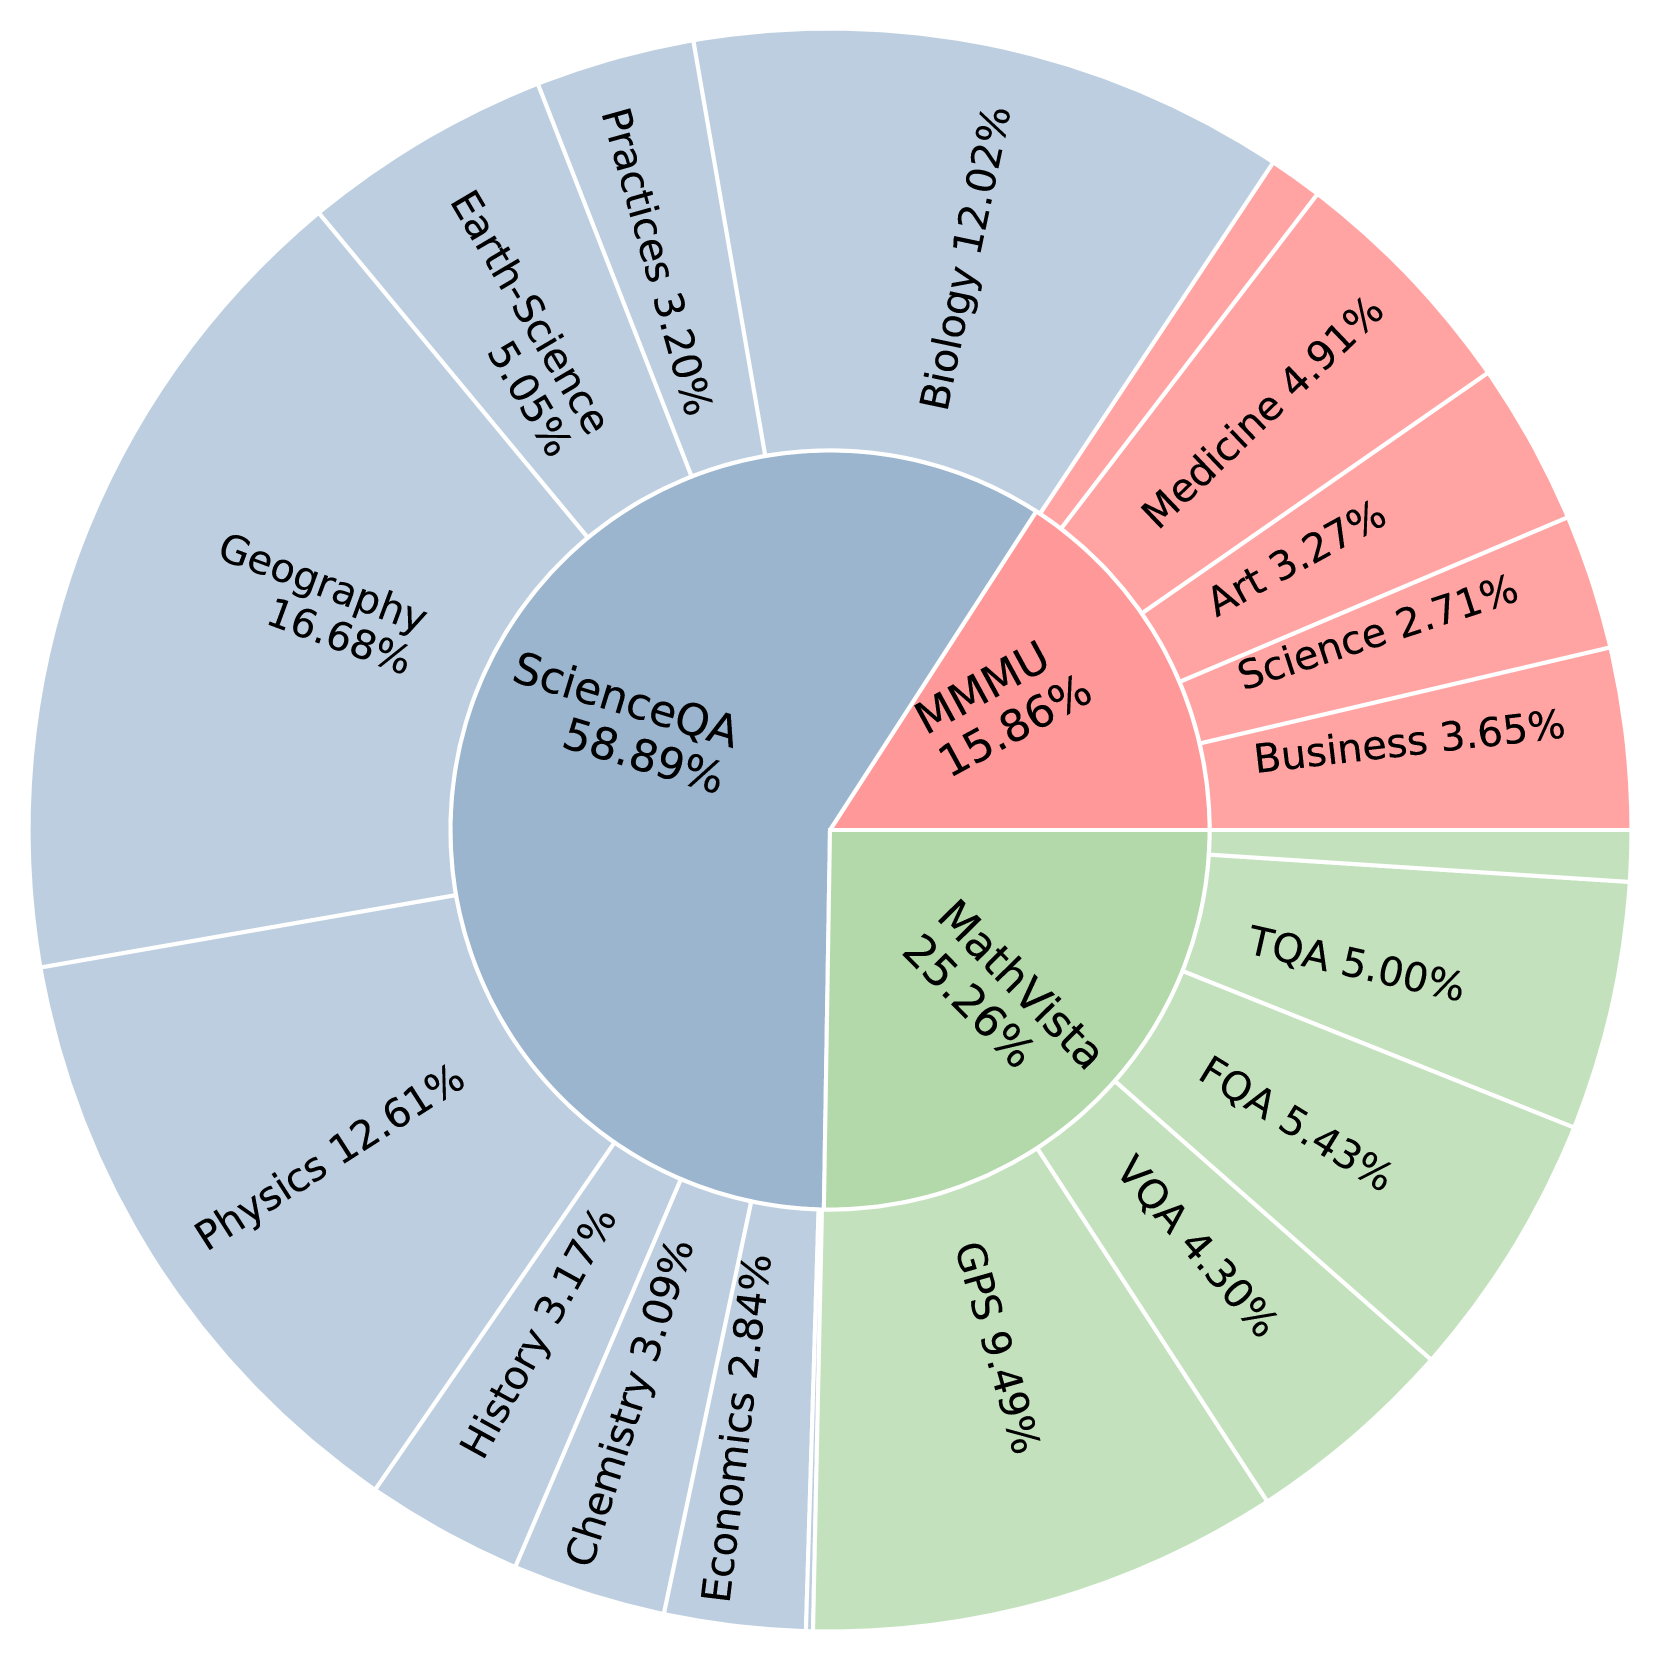 Practices 3.20%
Biology 12.02%
Earth-Science
5.05%
Medicine 4.91%
Geography
16.68%
Art 3.27%
Science 2.71%
Business 3.65%
ScienceQA
58.89%
MMMU
15.86%
MathVista
25.26%
TQA 5.00%
FQA 5.43%
VQA 4.30%
GPS 9.49%
Physics 12.61%
History 3.17%
Chemistry 3.09%
Economics 2.84%